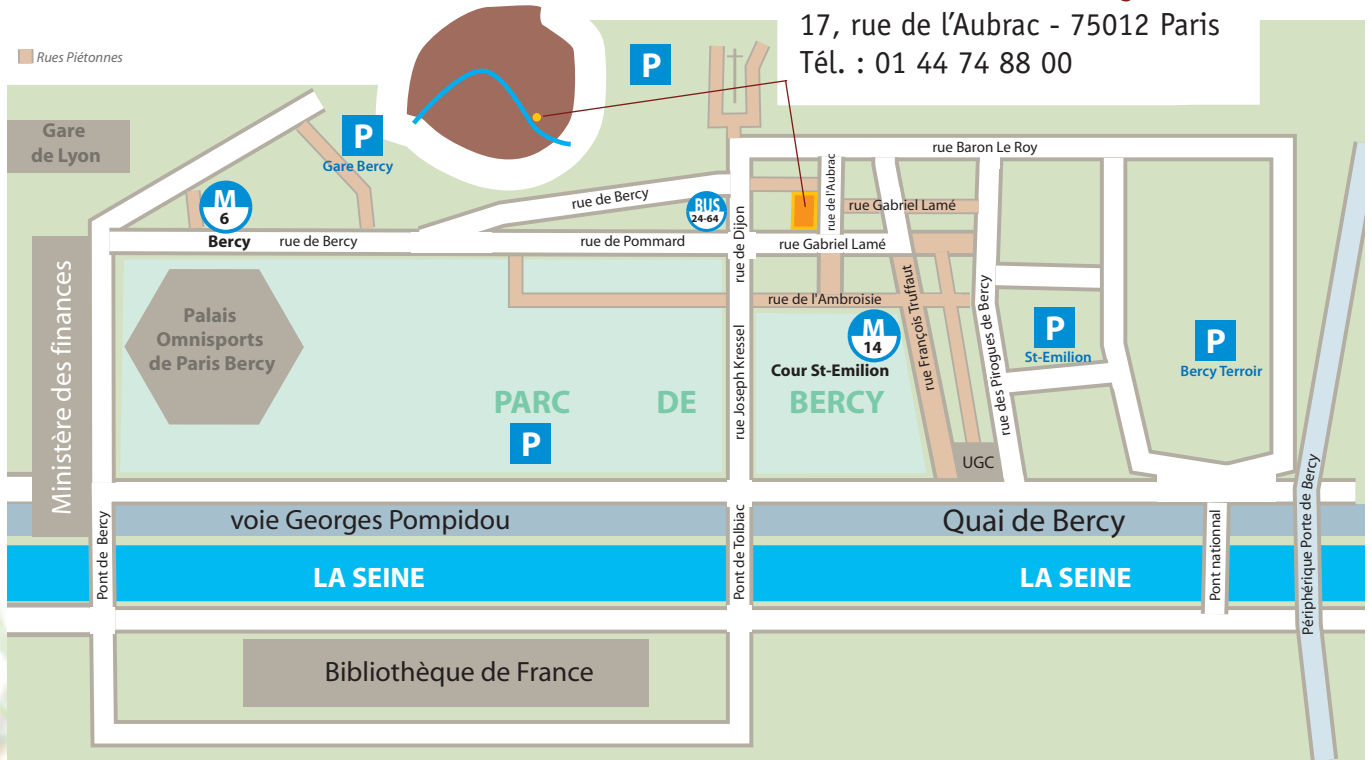 17, rue de l'Aubrac - 75012 Paris
Tél. : 01 44 74 88 00
Rues Piétonnes
P
Gare
de Lyon
P
Gare Bercy
rue Baron Le Roy
M
6
Bercy
rue de Bercy
rue de Bercy
BUS
24-64
rue de Pommard
rue de Dijon
rue de l'Aubrac
rue Gabriel Lamé
rue Gabriel Lamé
rue de l'Ambroisie
Ministère des finances
Palais
Omnisports
de Paris Bercy
M
14
Cour St-Emilion
rue François Truffaut
rue des Pirogues de Bercy
P
St-Emilion
P
Bercy Terroir
rue Joseph Kressel
PARC DE BERCY
P
UGC
Périphérique Porte de Bercy
voie Georges Pompidou
Quai de Bercy
Pont de Bercy
Pont de Tolbiac
Pont nationnal
LA SEINE
LA SEINE
Bibliothèque de France